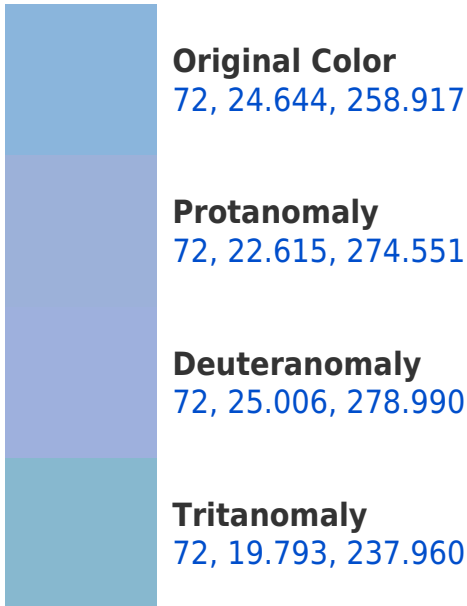 Original Color
72, 24.644, 258.917
Protanomaly
72, 22.615, 274.551
Deuteranomaly
72, 25.006, 278.990
Tritanomaly
72, 19.793, 237.960